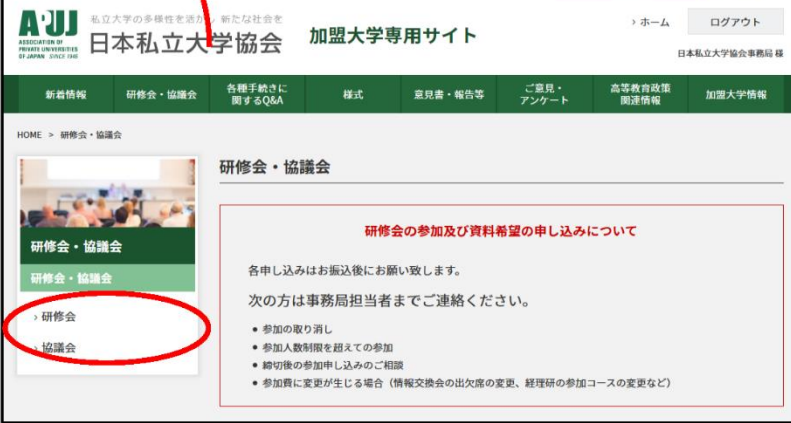 APUJ
ASSOCIATION OF
PRIVATE UNIVERSITIES
OF JAPAN SINCE 1946
私立大学の多様性を活かし 新たな社会を
日本私立大学協会
加盟大学専用サイト
› ホーム
ログアウト
日本私立大学協会事務局 様
新着情報
研修会・協議会
各種手続きに
関するQ&A
様式
意見書・報告等
ご意見・
アンケート
高等教育政策
関連情報
加盟大学情報
HOME > 研修会・協議会
研修会・協議会
研修会・協議会
› 研修会
› 協議会
研修会・協議会
研修会の参加及び資料希望の申し込みについて
各申し込みはお振込後にお願い致します。
次の方は事務局担当者までご連絡ください。
● 参加の取り消し
● 参加人数制限を超えての参加
● 締切後の参加申し込みのご相談
● 参加費に変更が生じる場合（情報交換会の出欠席の変更、経理研の参加コースの変更など）